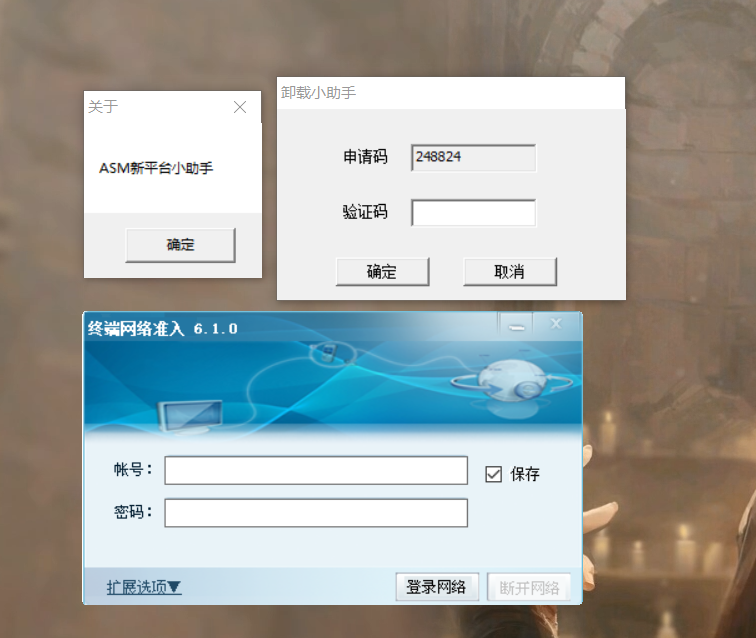 关于
ASM新平台小助手
确定
卸载小助手
申请码 248824
验证码
确定 取消
终端网络准入 6.1.0
帐号：
保存
密码：
扩展选项▼
登录网络 断开网络